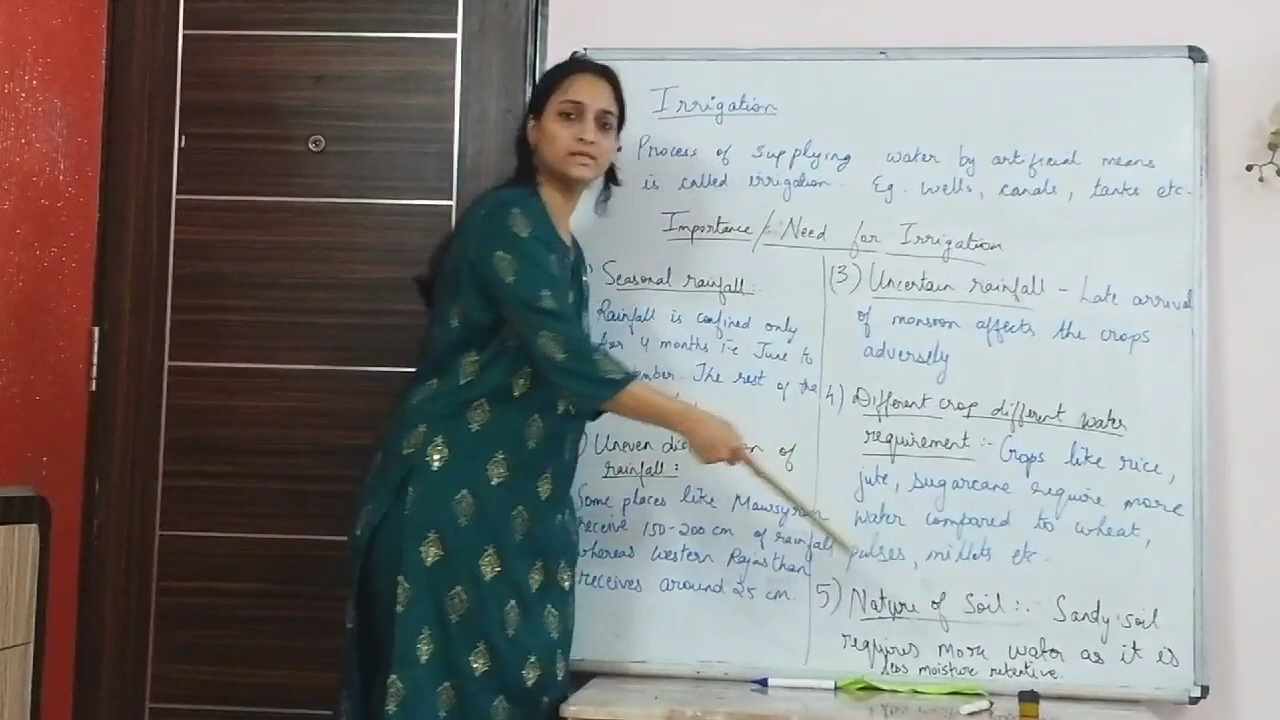 Irrigation
Process of supplying water by artificial means
is called irrigation. Eg. wells, canals, tanks etc.
Importance/Need for Irrigation
Seasonal rainfall:
Rainfall is confined only
for 4 months i.e June to
The rest of the
Uneven of
rainfall:
Some places like
receive 150-200 cm of rainfall
whereas Western Rajasthan
receives around 25 cm.
(3) Uncertain rainfall - Late arrival
of monsoon affects the crops
adversely
4) Different crop different water
requirement :- Crops like rice,
jute, sugarcane require more
water compared to wheat,
pulses, millets etc.
5) Nature of Soil :- Sandy soil
requires more water as it is
less moisture retentive.